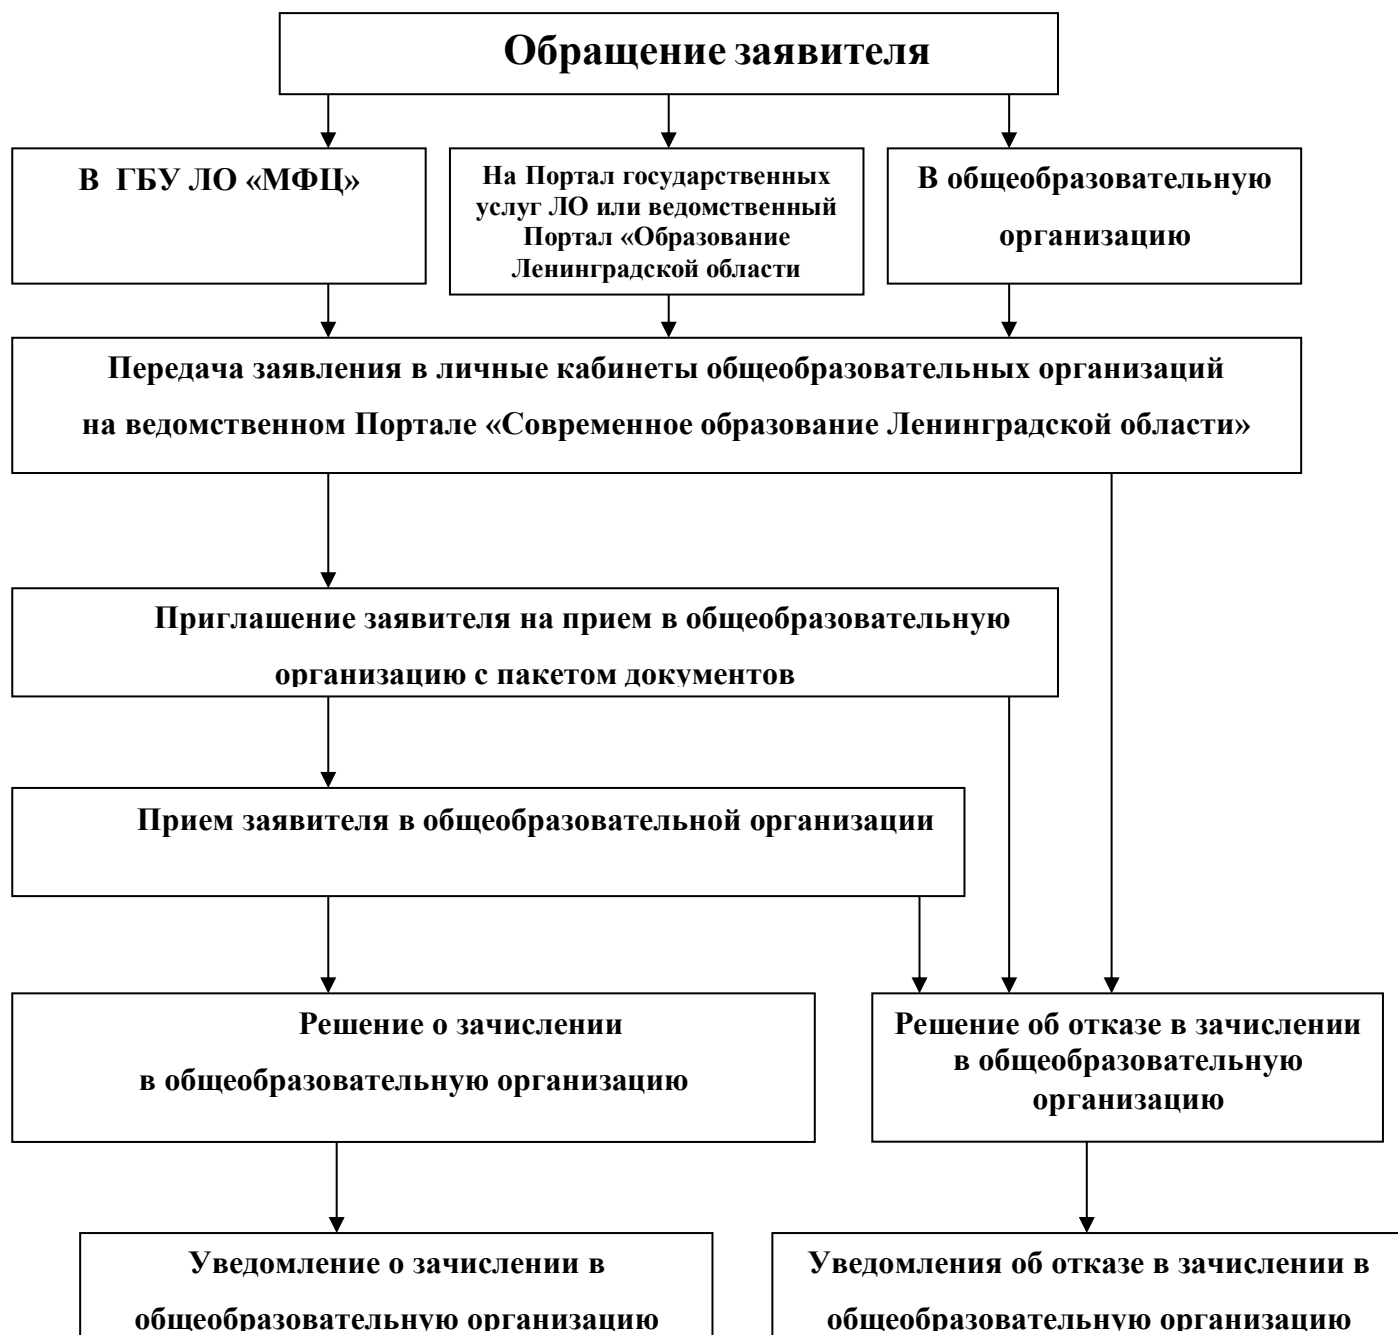 Обращение заявителя
В ГБУ ЛО «МФЦ»
На Портал государственных
услуг ЛО или ведомственный
Портал «Образование
Ленинградской области
В общеобразовательную
организацию
Передача заявления в личные кабинеты общеобразовательных организаций
на ведомственном Портале «Современное образование Ленинградской области»
Приглашение заявителя на прием в общеобразовательную
организацию с пакетом документов
Прием заявителя в общеобразовательной организации
Решение о зачислении
в общеобразовательную организацию
Решение об отказе в зачислении
в общеобразовательную
организацию
Уведомление о зачислении в
общеобразовательную организацию
Уведомления об отказе в зачислении в
общеобразовательную организацию